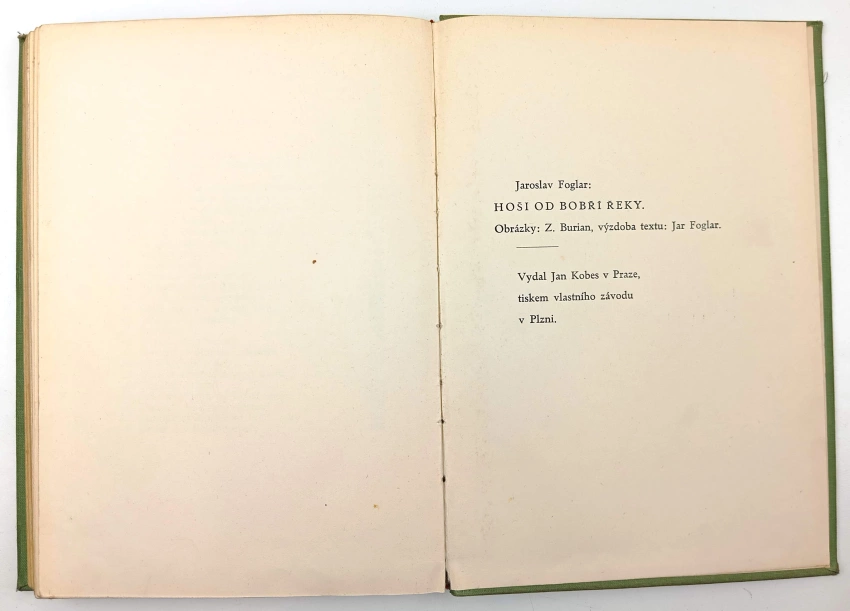 Jaroslav Foglar:
HOŠI OD BOBŘÍ ŘEKY.
Obrázky: Z. Burian, výzdoba textu: Jar Foglar.
Vydal Jan Kobes v Praze,
tiskem vlastního závodu
v Plzni.